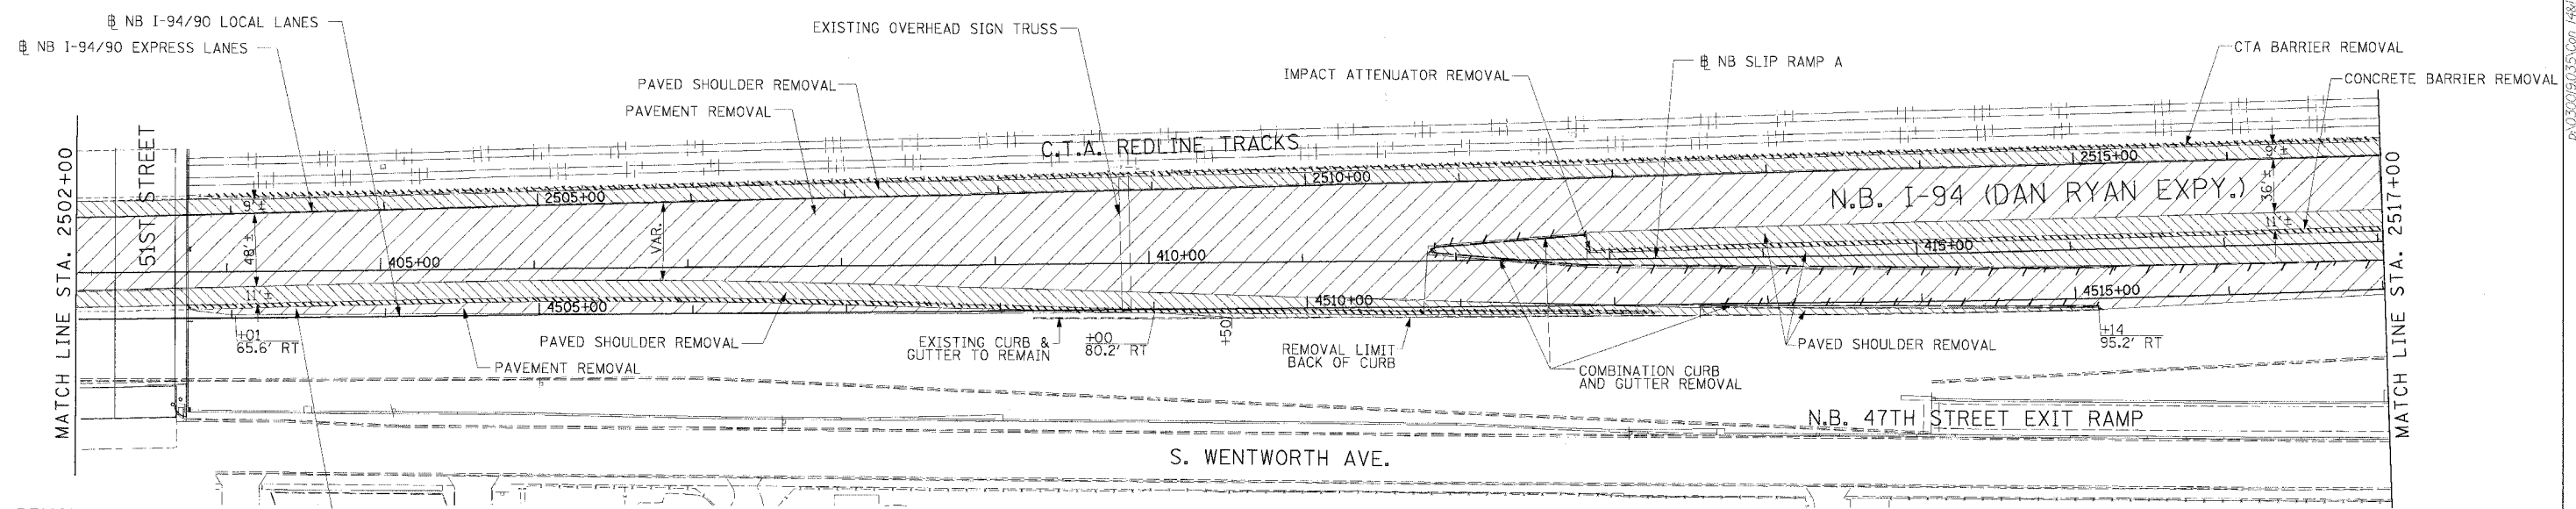 ℄ NB I-94/90 LOCAL LANES
℄ NB I-94/90 EXPRESS LANES
EXISTING OVERHEAD SIGN TRUSS
PAVED SHOULDER REMOVAL
PAVEMENT REMOVAL
IMPACT ATTENUATOR REMOVAL
℄ NB SLIP RAMP A
CTA BARRIER REMOVAL
CONCRETE BARRIER REMOVAL
MATCH LINE STA. 2502+00
51ST STREET
C.T.A. REDLINE TRACKS
2505+00
2510+00
2515+00
N.B. I-94 (DAN RYAN EXPY.)
MATCH LINE STA. 2517+00
9'±
48'±
11'±
VAR.
9'±
36'±
405+00
410+00
415+00
4505+00
4510+00
4515+00
+01
65.6' RT
PAVED SHOULDER REMOVAL
PAVEMENT REMOVAL
EXISTING CURB &
GUTTER TO REMAIN
+00
80.2' RT
+50
REMOVAL LIMIT
BACK OF CURB
COMBINATION CURB
AND GUTTER REMOVAL
PAVED SHOULDER REMOVAL
+14
95.2' RT
N.B. 47TH STREET EXIT RAMP
S. WENTWORTH AVE.